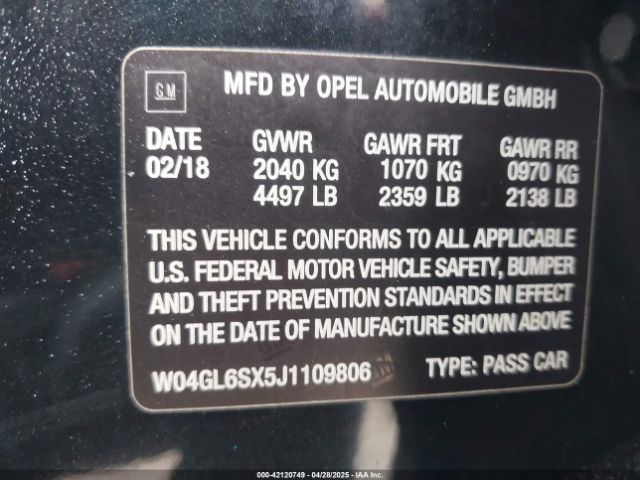 GM
MFD BY OPEL AUTOMOBILE GMBH
DATE GVWR GAWR FRT GAWR RR
02/18 2040 KG 1070 KG 0970 KG
4497 LB 2359 LB 2138 LB
THIS VEHICLE CONFORMS TO ALL APPLICABLE
U.S. FEDERAL MOTOR VEHICLE SAFETY, BUMPER
AND THEFT PREVENTION STANDARDS IN EFFECT
ON THE DATE OF MANUFACTURE SHOWN ABOVE
W04GL6SX5J1109806 TYPE: PASS CAR
000-42120749 | 04/28/2025 - IAA Inc.